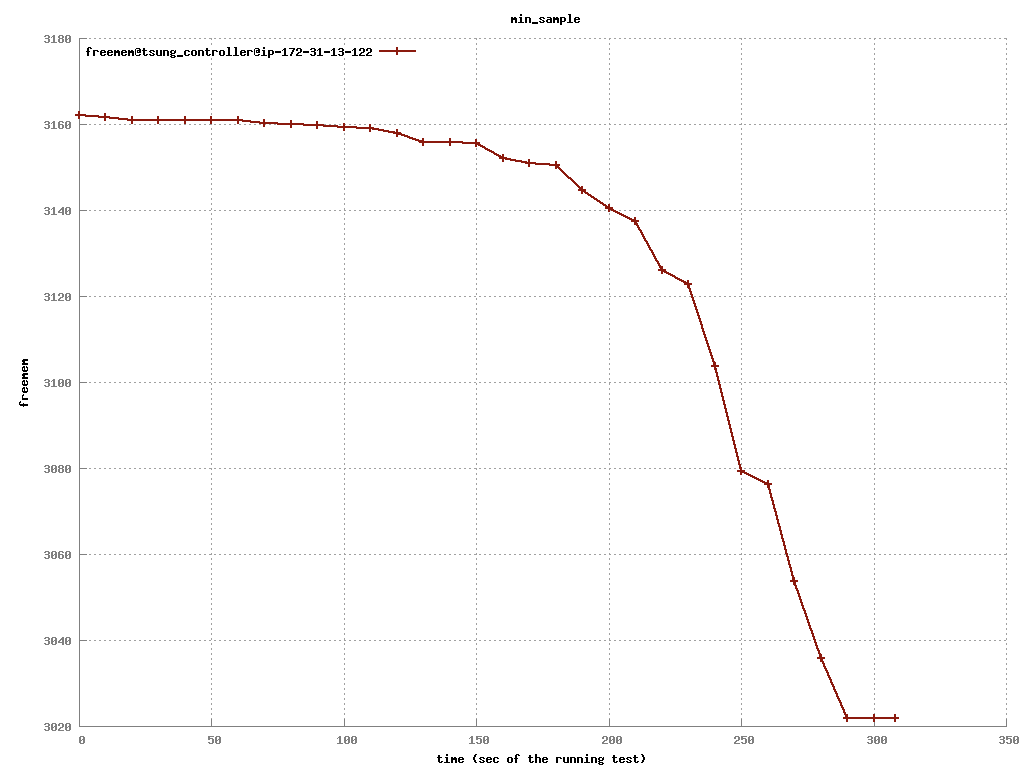 min_sample
3180
freemem@tsung_controller@ip-172-31-13-122
3160
3140
3120
freemem
3100
3080
3060
3040
3020
0 50 100 150 200 250 300 350
time (sec of the running test)